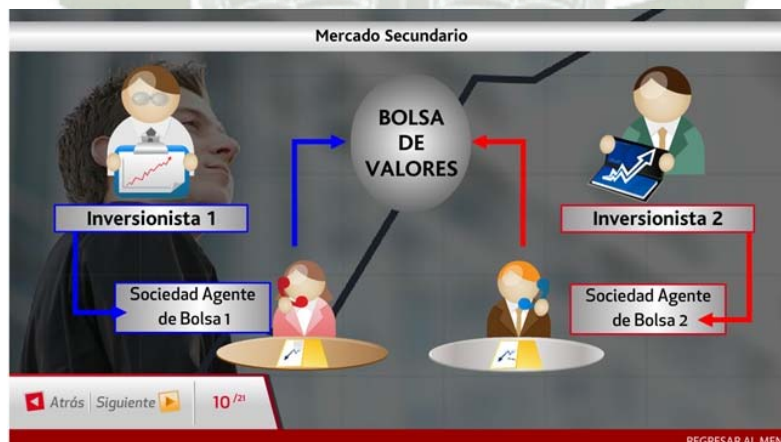 Mercado Secundario
BOLSA
DE
VALORES
Inversionista 1
Inversionista 2
Sociedad Agente
de Bolsa 1
Sociedad Agente
de Bolsa 2
Atrás Siguiente
10 /21
REGRESAR AL MEN